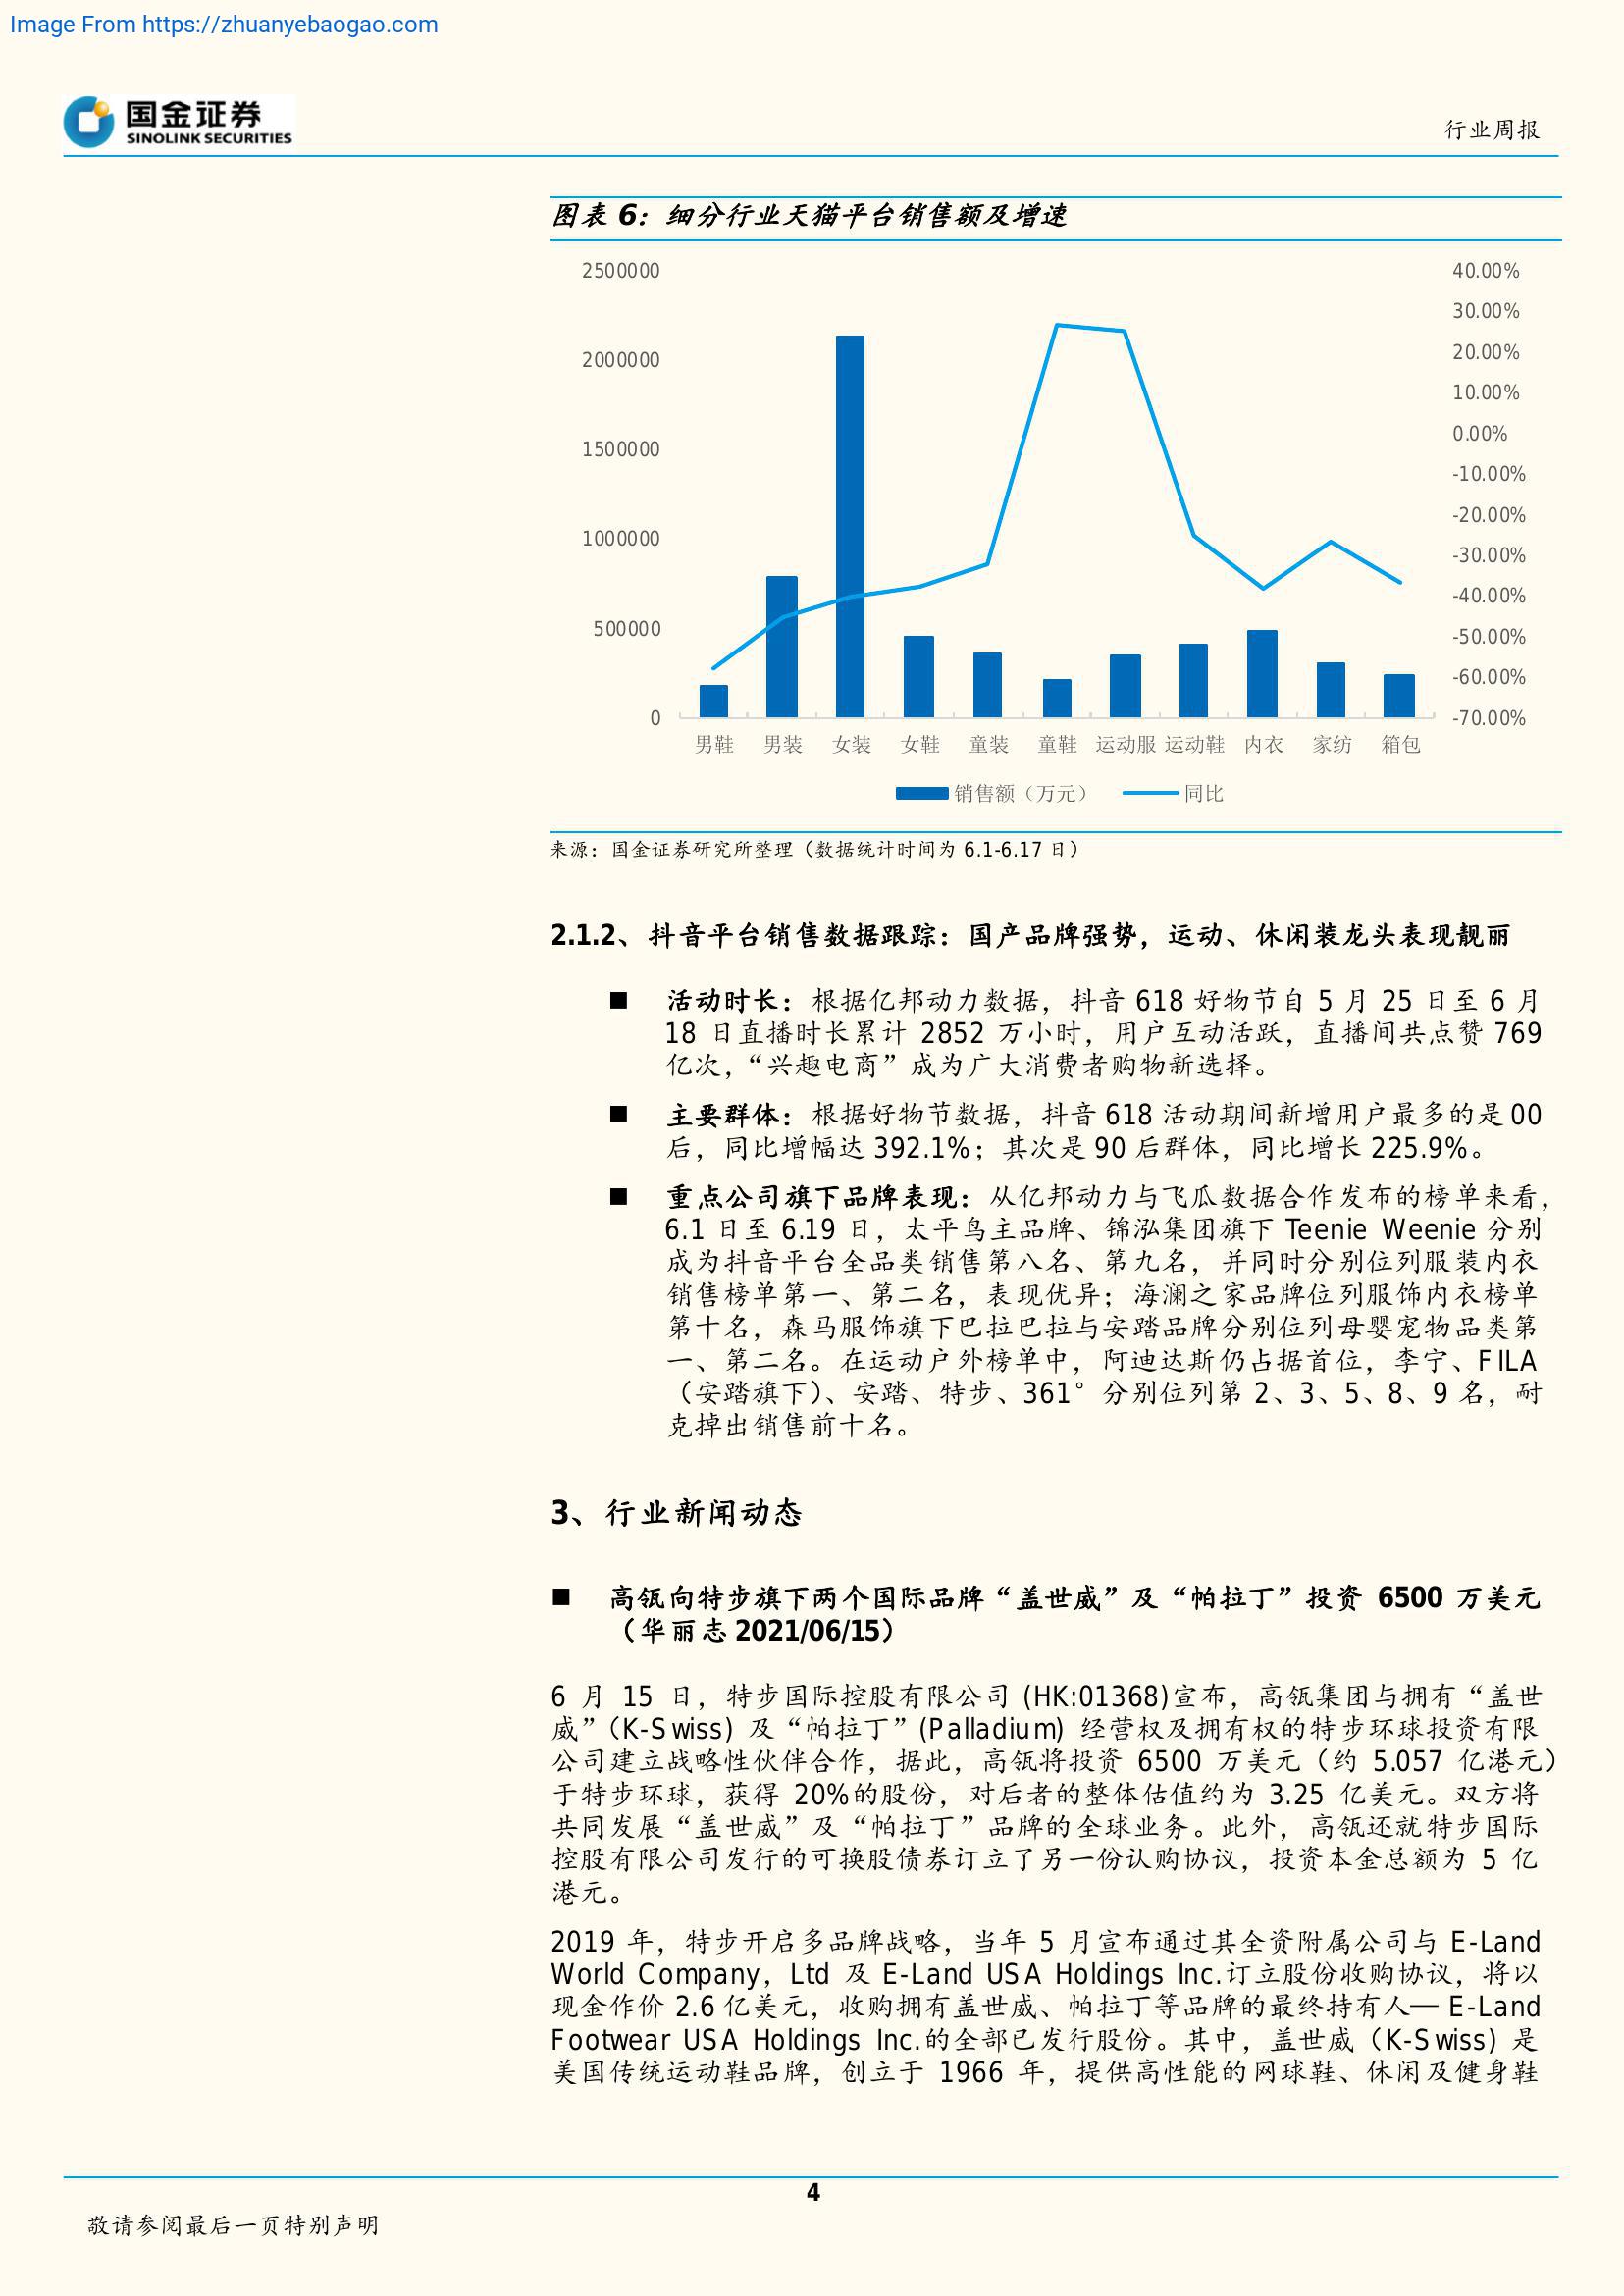 Image From https://zhuanyebaogao.com
国金证券
SINOLINK SECURITIES
行业周报
图表 6：细分行业天猫平台销售额及增速
2500000
2000000
1500000
1000000
500000
0
40.00%
30.00%
20.00%
10.00%
0.00%
-10.00%
-20.00%
-30.00%
-40.00%
-50.00%
-60.00%
-70.00%
男鞋 男装 女装 女鞋 童装 童鞋 运动服 运动鞋 内衣 家纺 箱包
销售额（万元） 同比
来源：国金证券研究所整理（数据统计时间为 6.1-6.17 日）
2.1.2、抖音平台销售数据跟踪：国产品牌强势，运动、休闲装龙头表现靓丽
■ 活动时长：根据亿邦动力数据，抖音 618 好物节自 5 月 25 日至 6 月
18 日直播时长累计 2852 万小时，用户互动活跃，直播间共点赞 769
亿次，“兴趣电商”成为广大消费者购物新选择。
■ 主要群体：根据好物节数据，抖音 618 活动期间新增用户最多的是 00
后，同比增幅达 392.1%；其次是 90 后群体，同比增长 225.9%。
■ 重点公司旗下品牌表现：从亿邦动力与飞瓜数据合作发布的榜单来看，
6.1 日至 6.19 日，太平鸟主品牌、锦泓集团旗下 Teenie Weenie 分别
成为抖音平台全品类销售第八名、第九名，并同时分别位列服装内衣
销售榜单第一、第二名，表现优异；海澜之家品牌位列服饰内衣榜单
第十名，森马服饰旗下巴拉巴拉与安踏品牌分别位列母婴宠物品类第
一、第二名。在运动户外榜单中，阿迪达斯仍占据首位，李宁、FILA
（安踏旗下）、安踏、特步、361°分别位列第 2、3、5、8、9 名，耐
克掉出销售前十名。
3、行业新闻动态
■ 高瓴向特步旗下两个国际品牌“盖世威”及“帕拉丁”投资 6500 万美元
（华丽志 2021/06/15）
6 月 15 日，特步国际控股有限公司 (HK:01368)宣布，高瓴集团与拥有“盖世
威”（K-Swiss) 及“帕拉丁”(Palladium) 经营权及拥有权的特步环球投资有限
公司建立战略性伙伴合作，据此，高瓴将投资 6500 万美元（约 5.057 亿港元）
于特步环球，获得 20%的股份，对后者的整体估值约为 3.25 亿美元。双方将
共同发展“盖世威”及“帕拉丁”品牌的全球业务。此外，高瓴还就特步国际
控股有限公司发行的可换股债券订立了另一份认购协议，投资本金总额为 5 亿
港元。
2019 年，特步开启多品牌战略，当年 5 月宣布通过其全资附属公司与 E-Land
World Company，Ltd 及 E-Land USA Holdings Inc.订立股份收购协议，将以
现金作价 2.6 亿美元，收购拥有盖世威、帕拉丁等品牌的最终持有人— E-Land
Footwear USA Holdings Inc.的全部已发行股份。其中，盖世威（K-Swiss) 是
美国传统运动鞋品牌，创立于 1966 年，提供高性能的网球鞋、休闲及健身鞋
4
敬请参阅最后一页特别声明